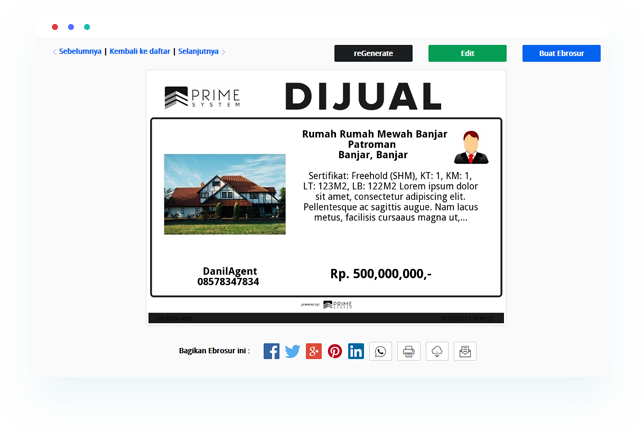 Sebelumnya | Kembali ke daftar | Selanjutnya
reGenerate
Edit
Buat Ebrosur
PRIME
SYSTEM
DIJUAL
Rumah Rumah Mewah Banjar
Patroman
Banjar, Banjar
Sertifikat: Freehold (SHM), KT: 1, KM: 1,
LT: 123M2, LB: 122M2 Lorem ipsum dolor
sit amet, consectetur adipiscing elit.
Pellentesque ac sagittis augue. Nam lacus
metus, facilisis cursaaus magna ut,...
DanilAgent
08578347834
Rp. 500,000,000,-
powered by:
PRIME
SYSTEM
Bagikan Ebrosur ini :